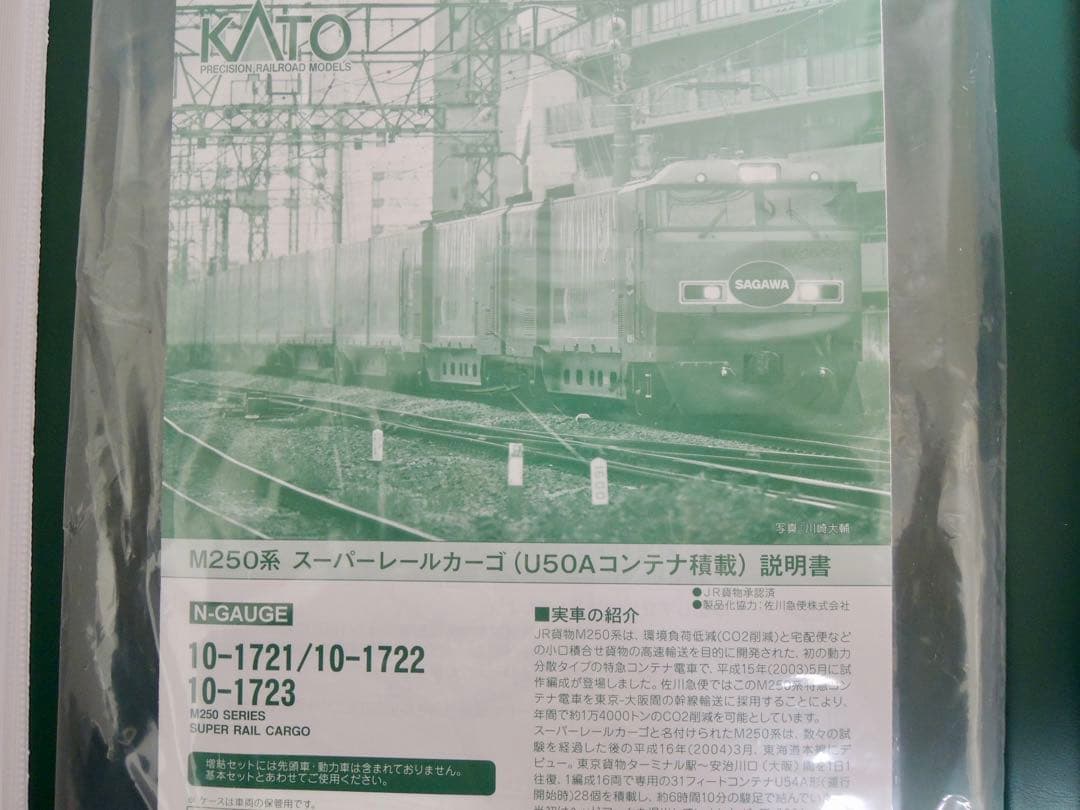 KATO
PRECISION RAILROAD MODELS
SAGAWA
写真：川崎大輔
M250系 スーパーレールカーゴ（U50Aコンテナ積載）説明書
●JR貨物承認済
●製品化協力：佐川急便株式会社
N-GAUGE
10-1721/10-1722
10-1723
M250 SERIES
SUPER RAIL CARGO
増結セットには先頭車・動力車は含まれておりません。
基本セットとあわせてご使用ください。
※ケースは車両の保管用です。
■実車の紹介
JR貨物M250系は、環境負荷低減(CO2削減)と宅配便など
の小口積合せ貨物の高速輸送を目的に開発された、初の動力
分散タイプの特急コンテナ電車で、平成15年(2003)5月に試
作編成が登場しました。佐川急便ではこのM250系特急コン
テナ電車を東京-大阪間の幹線輸送に採用することにより、
年間で約1万4000トンのCO2削減を可能としています。
スーパーレールカーゴと名付けられたM250系は、数々の試
験を経過した後の平成16年(2004)3月、東海道本線にデ
ビュー。東京貨物ターミナル駅～安治川口（大阪）間を1日1
往復、1編成16両で専用の31フィートコンテナU54A形(運行
開始時)28個を積載し、約6時間10分の駿足で結んでい